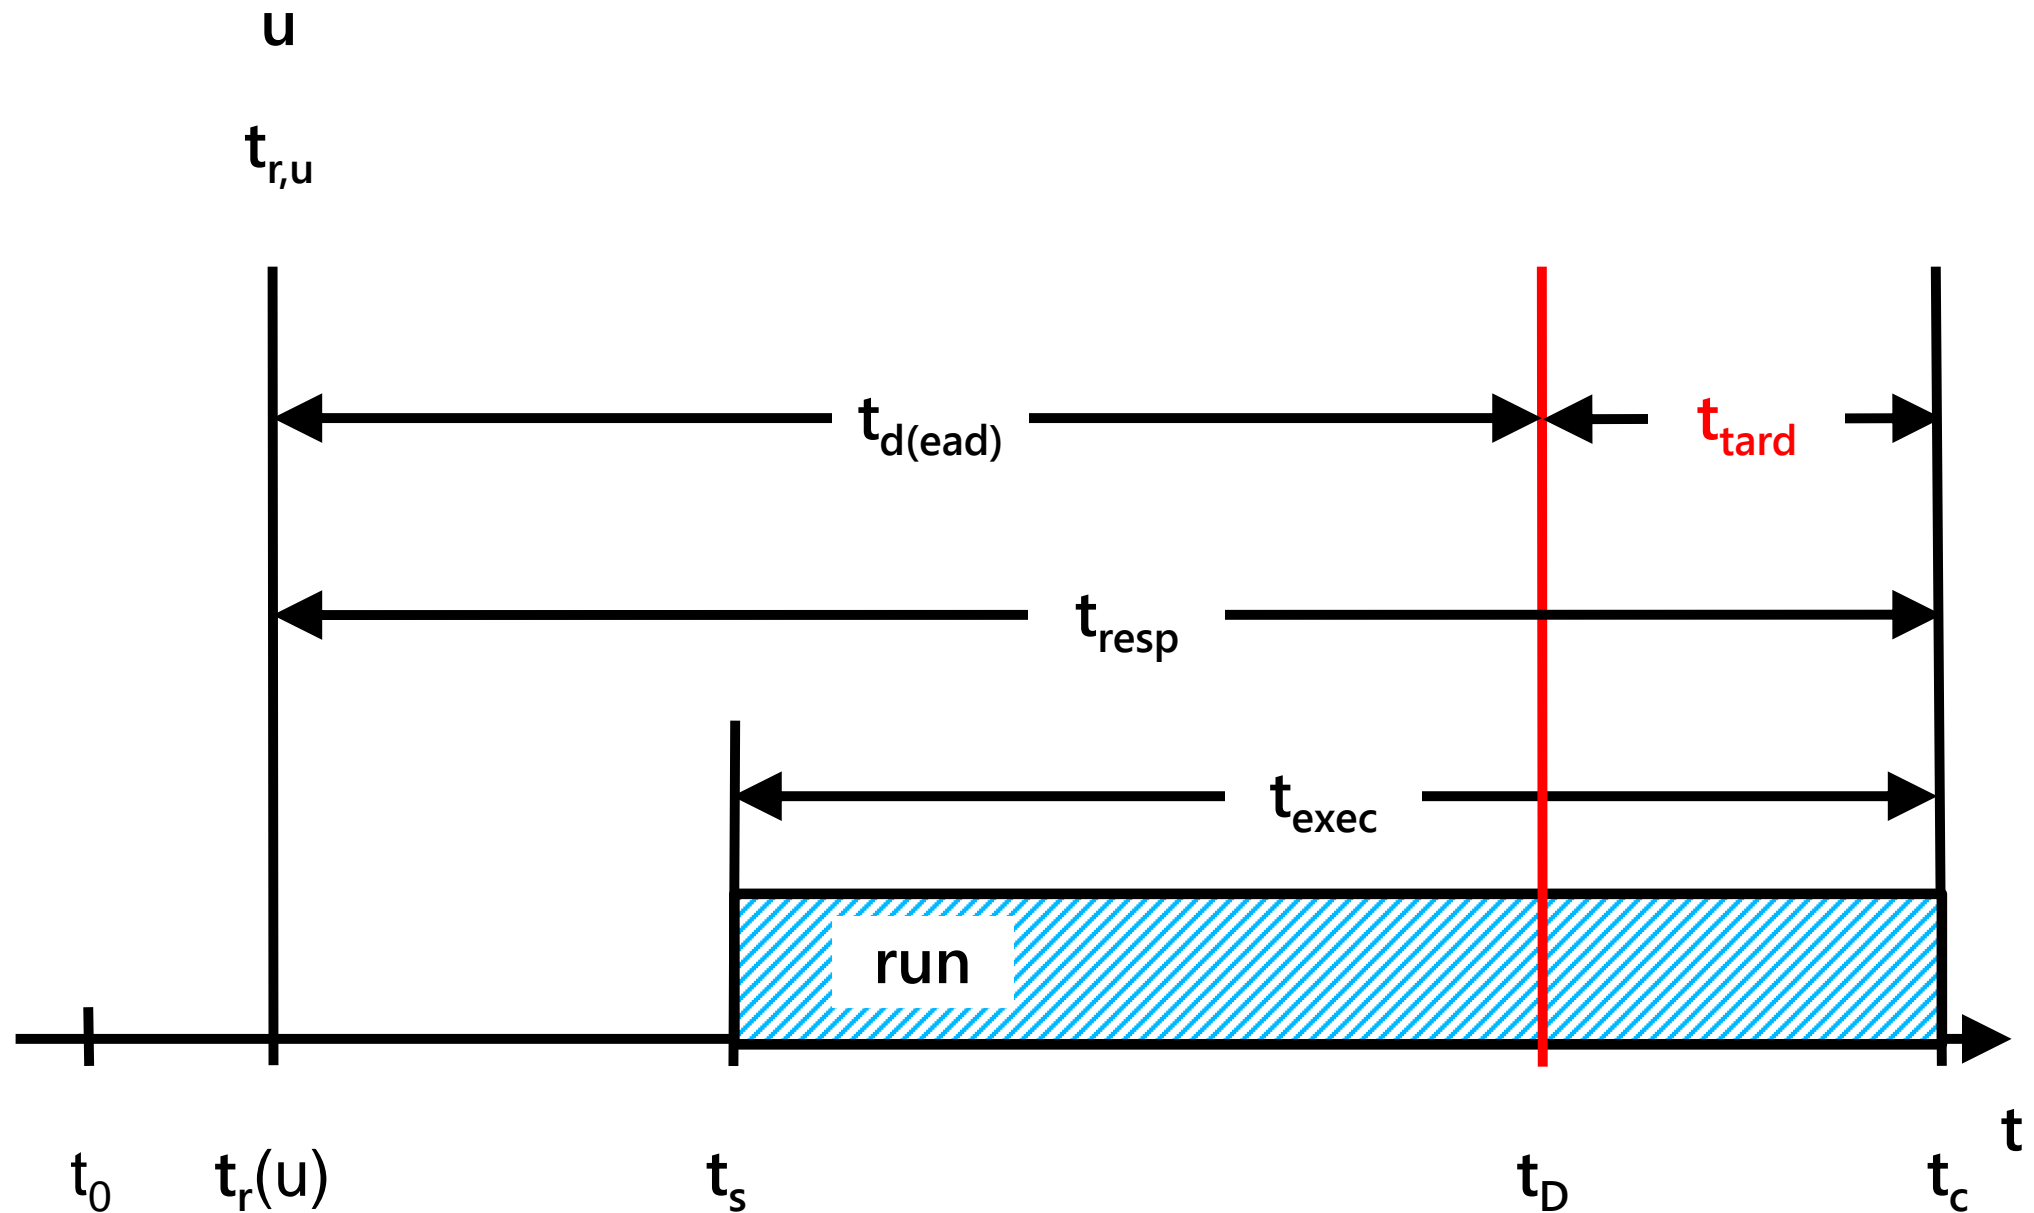 u
tr,u
td(ead)
ttard
tresp
texec
run
t
t0
tr(u)
ts
tD
tc